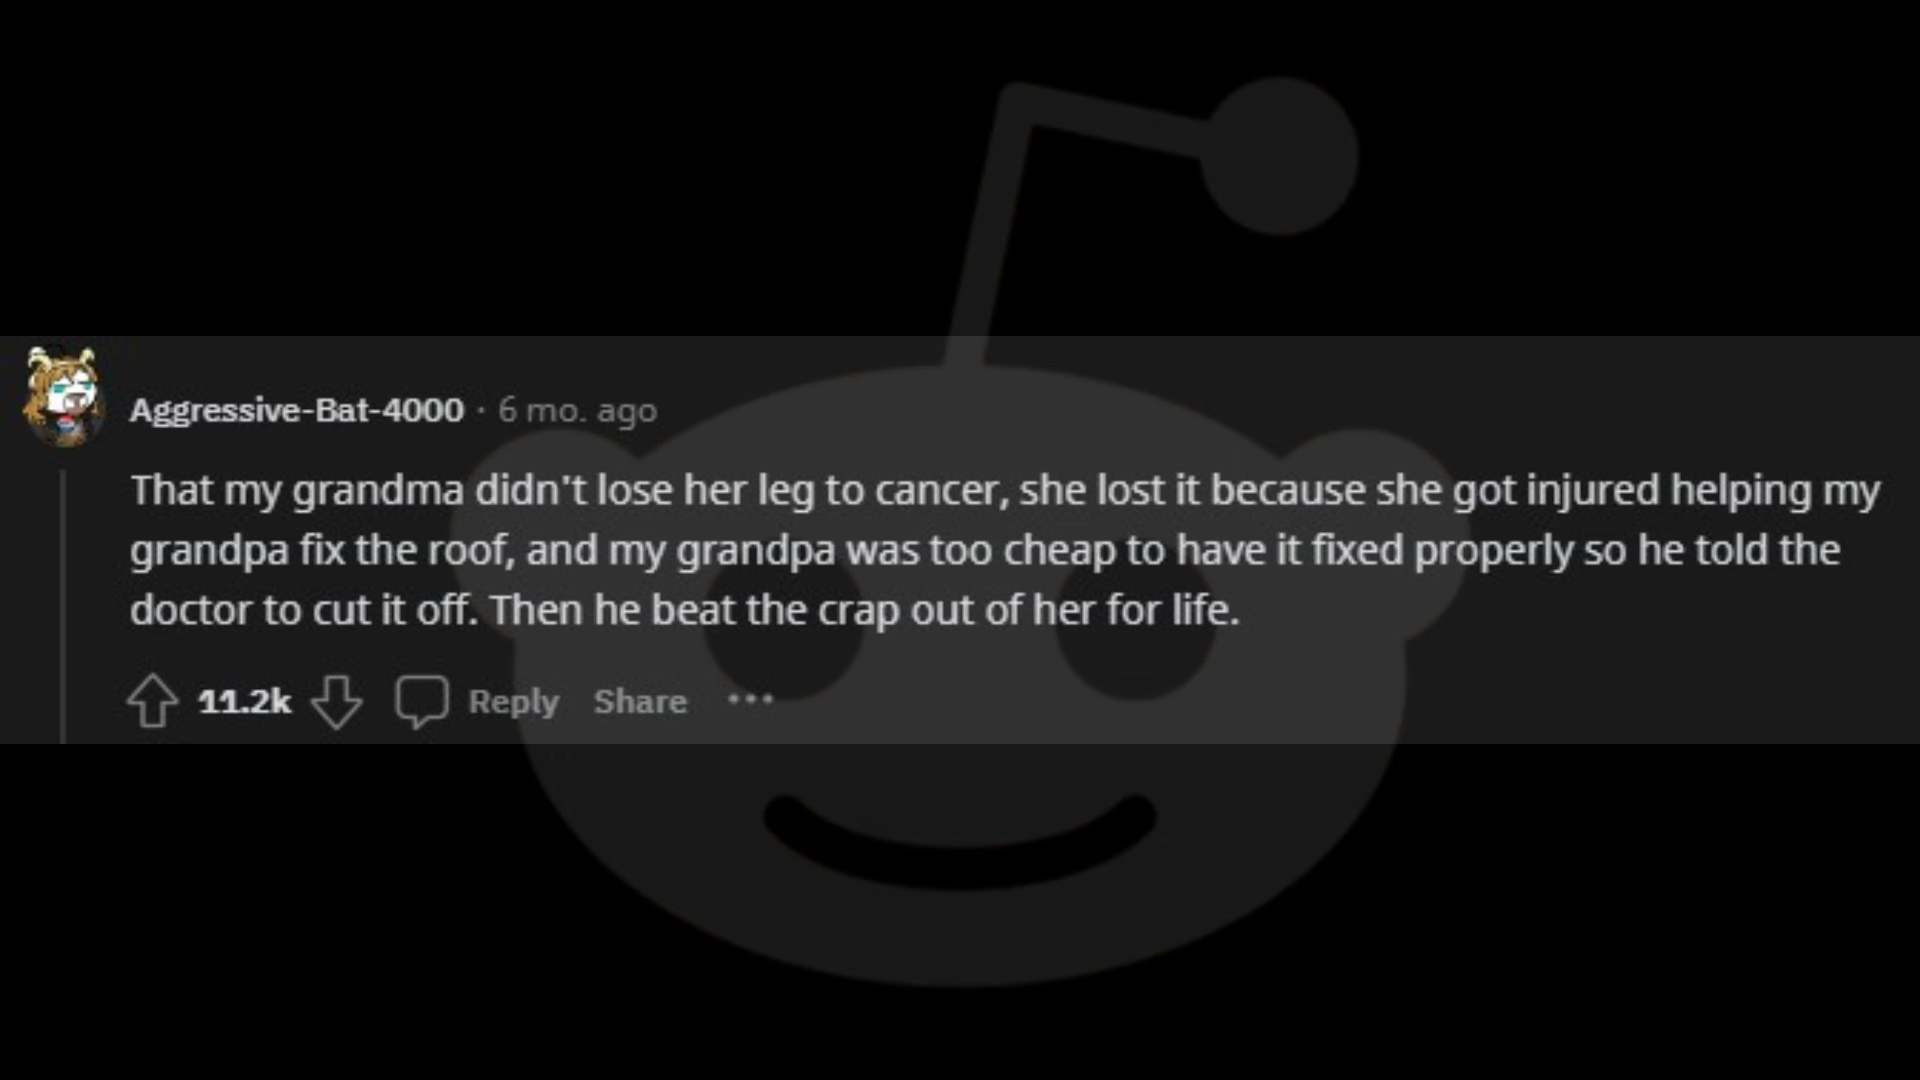 Aggressive-Bat-4000 · 6 mo. ago
That my grandma didn't lose her leg to cancer, she lost it because she got injured helping my
grandpa fix the roof, and my grandpa was too cheap to have it fixed properly so he told the
doctor to cut it off. Then he beat the crap out of her for life.
11.2k Reply Share ···